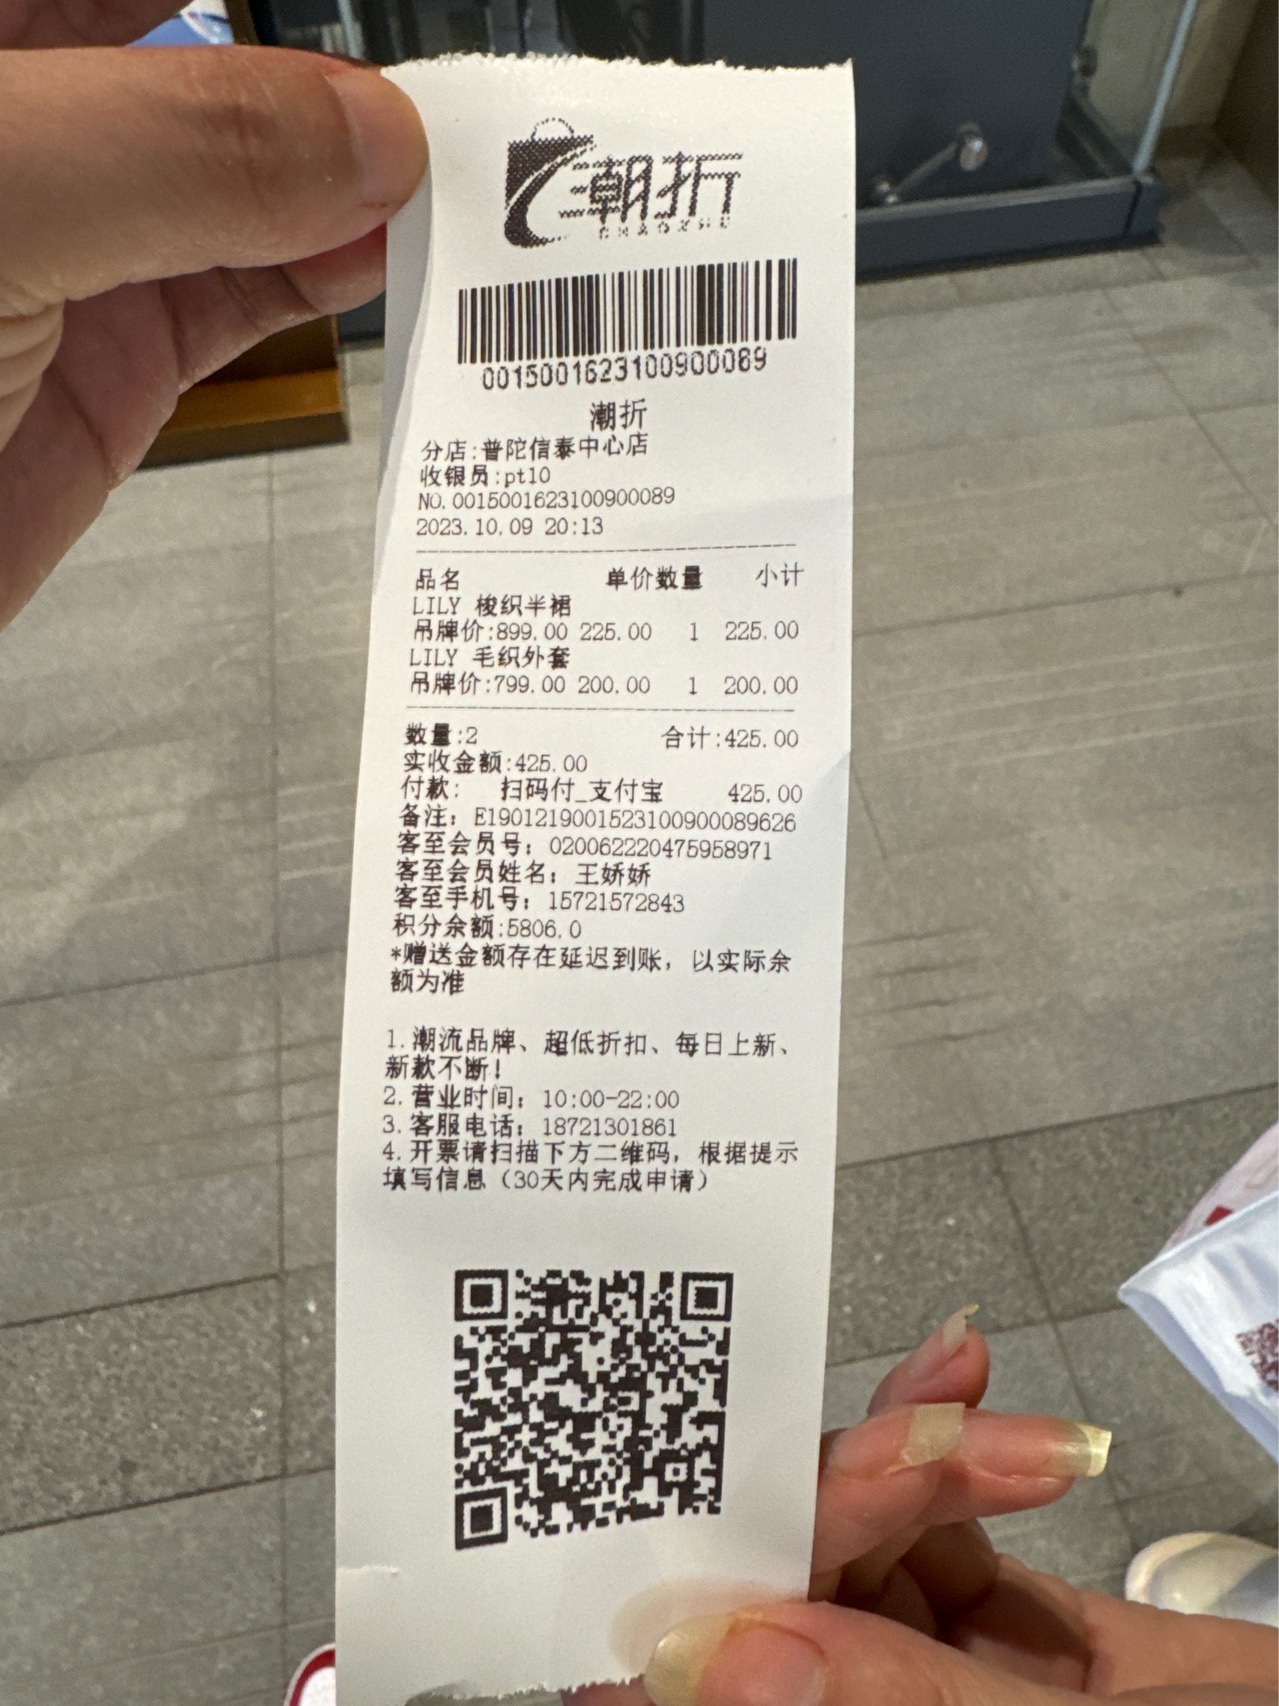 潮折
CHAOZHE
0015001623100900089
潮折
分店:普陀信泰中心店
收银员:pt10
NO.0015001623100900089
2023.10.09 20:13
品名 单价数量 小计
LILY 梭织半裙
吊牌价:899.00 225.00 1 225.00
LILY 毛织外套
吊牌价:799.00 200.00 1 200.00
数量:2 合计:425.00
实收金额:425.00
付款: 扫码付_支付宝 425.00
备注: E1901219001523100900089626
客至会员号: 020062220475958971
客至会员姓名: 王娇娇
客至手机号: 15721572843
积分余额:5806.0
*赠送金额存在延迟到账，以实际余
额为准
1.潮流品牌、超低折扣、每日上新、
新款不断！
2.营业时间: 10:00-22:00
3.客服电话: 18721301861
4.开票请扫描下方二维码，根据提示
填写信息（30天内完成申请）